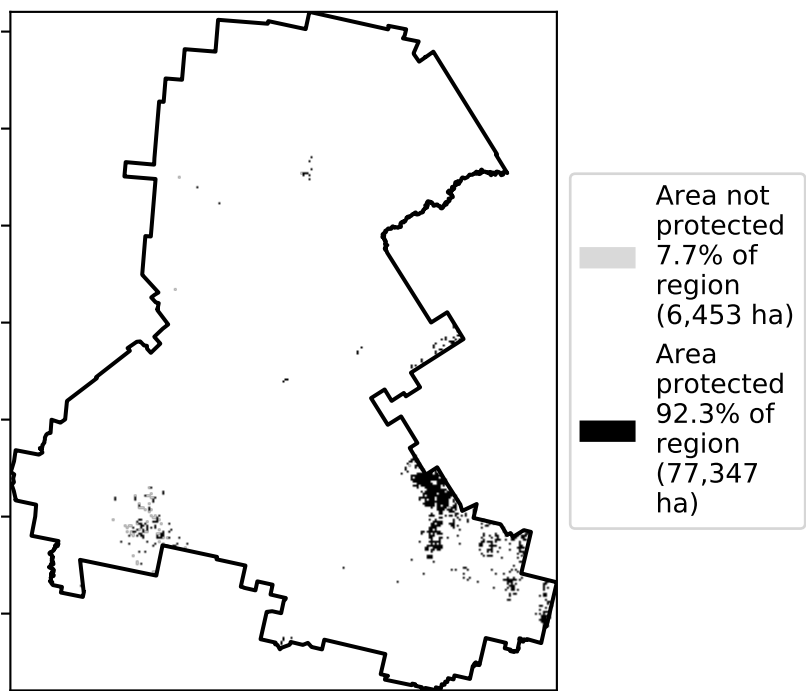 Area not
protected
7.7% of
region
(6,453 ha)
Area
protected
92.3% of
region
(77,347
ha)